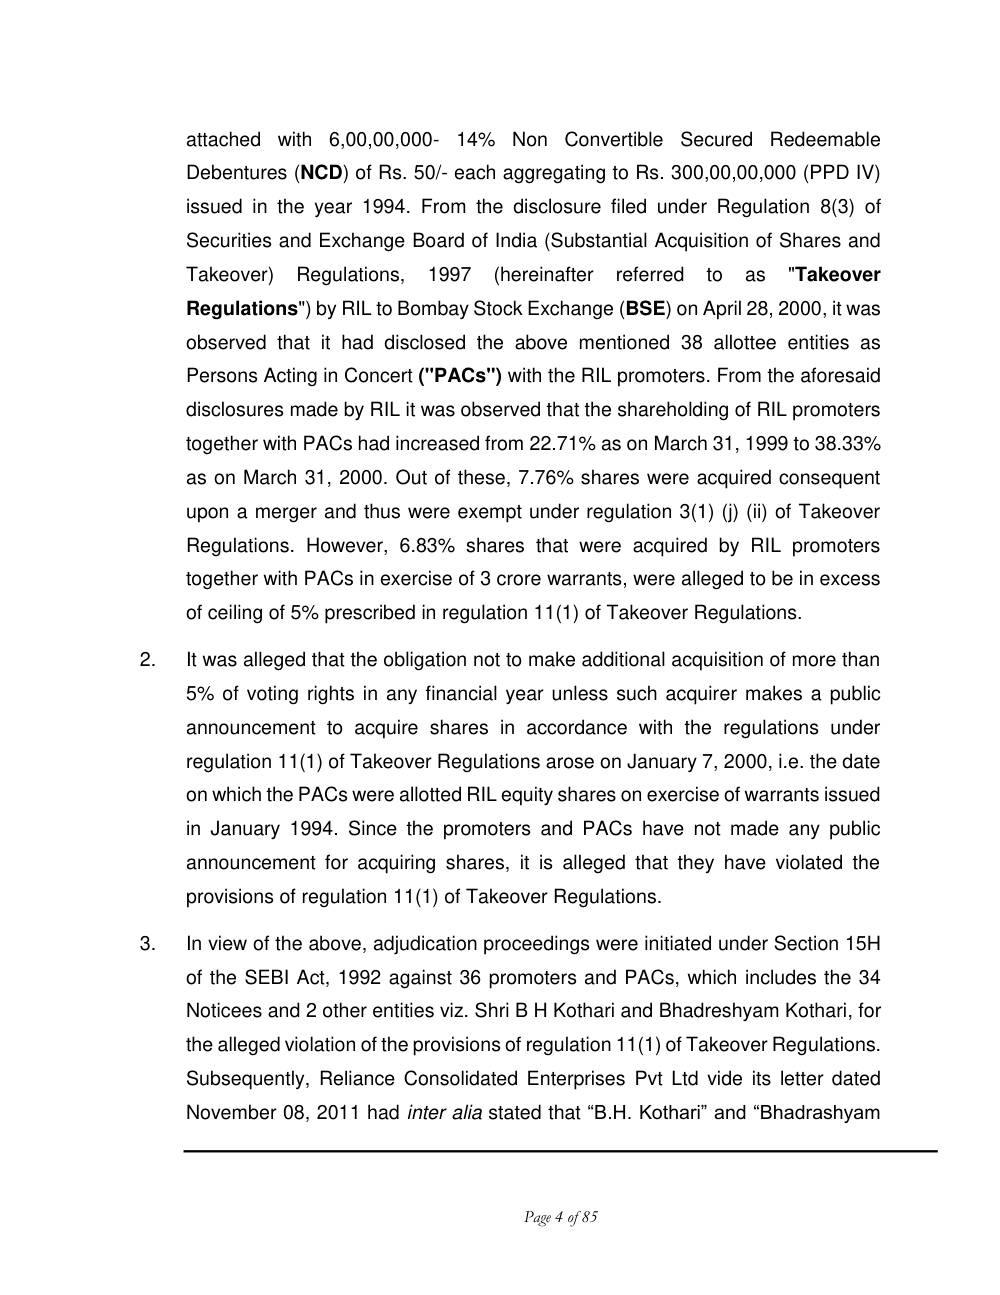 attached with 6,00,00,000- 14% Non Convertible Secured Redeemable
Debentures (NCD) of Rs. 50/- each aggregating to Rs. 300,00,00,000 (PPD IV)
issued in the year 1994. From the disclosure filed under Regulation 8(3) of
Securities and Exchange Board of India (Substantial Acquisition of Shares and
Takeover) Regulations, 1997 (hereinafter referred to as "Takeover
Regulations") by RIL to Bombay Stock Exchange (BSE) on April 28, 2000, it was
observed that it had disclosed the above mentioned 38 allottee entities as
Persons Acting in Concert ("PACs") with the RIL promoters. From the aforesaid
disclosures made by RIL it was observed that the shareholding of RIL promoters
together with PACs had increased from 22.71% as on March 31, 1999 to 38.33%
as on March 31, 2000. Out of these, 7.76% shares were acquired consequent
upon a merger and thus were exempt under regulation 3(1) (j) (ii) of Takeover
Regulations. However, 6.83% shares that were acquired by RIL promoters
together with PACs in exercise of 3 crore warrants, were alleged to be in excess
of ceiling of 5% prescribed in regulation 11(1) of Takeover Regulations.
2. It was alleged that the obligation not to make additional acquisition of more than
5% of voting rights in any financial year unless such acquirer makes a public
announcement to acquire shares in accordance with the regulations under
regulation 11(1) of Takeover Regulations arose on January 7, 2000, i.e. the date
on which the PACs were allotted RIL equity shares on exercise of warrants issued
in January 1994. Since the promoters and PACs have not made any public
announcement for acquiring shares, it is alleged that they have violated the
provisions of regulation 11(1) of Takeover Regulations.
3. In view of the above, adjudication proceedings were initiated under Section 15H
of the SEBI Act, 1992 against 36 promoters and PACs, which includes the 34
Noticees and 2 other entities viz. Shri B H Kothari and Bhadreshyam Kothari, for
the alleged violation of the provisions of regulation 11(1) of Takeover Regulations.
Subsequently, Reliance Consolidated Enterprises Pvt Ltd vide its letter dated
November 08, 2011 had inter alia stated that “B.H. Kothari” and “Bhadrashyam
Page 4 of 85